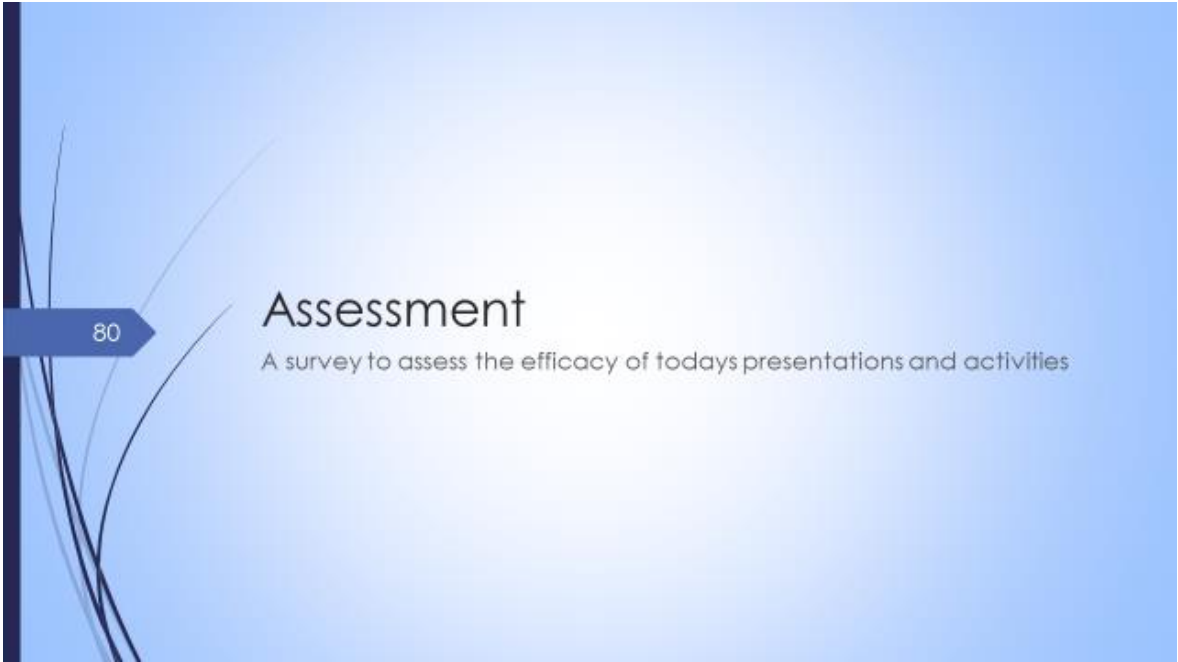 Assessment
80
A survey to assess the efficacy of todays presentations and activities